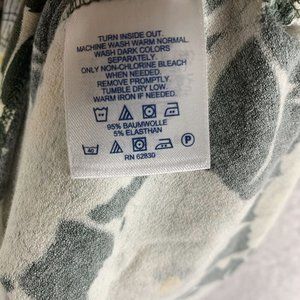 TURN INSIDE OUT.
MACHINE WASH WARM NORMAL
WASH DARK COLORS
SEPARATELY.
ONLY NON-CHLORINE BLEACH
WHEN NEEDED.
REMOVE PROMPTLY
TUMBLE DRY LOW.
WARM IRON IF NEEDED.
95% BAUMWOLLE
5% ELASTHAN
40
P
RN 62830